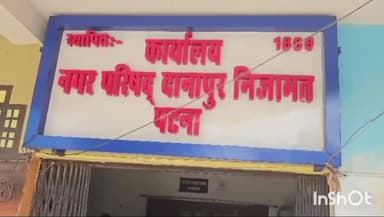 स्थापित:- कार्यालय 1889
नगर परिषद् दानापुर निजामत
पटना
InShOt